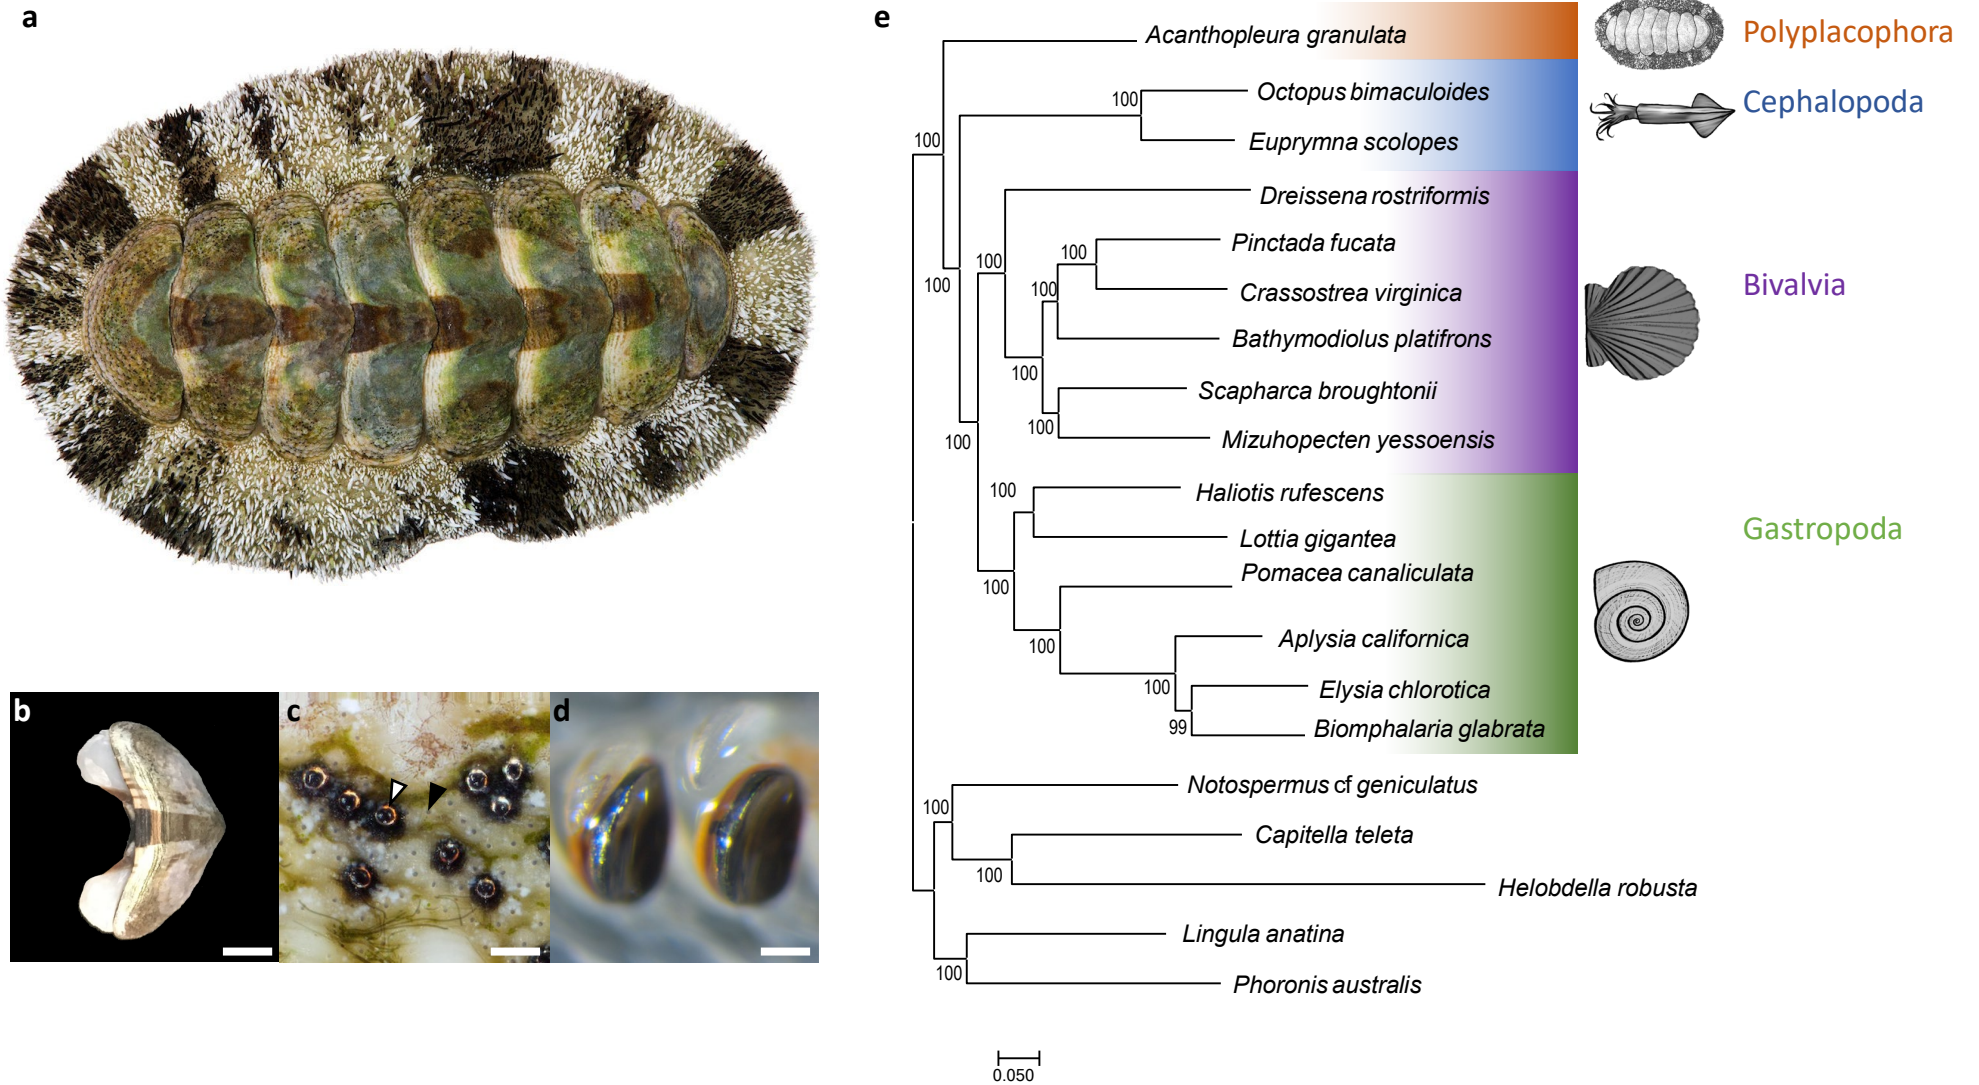 a
e
Acanthopleura granulata
Polyplacophora
Octopus bimaculoides
100
Cephalopoda
Euprymna scolopes
100
Dreissena rostriformis
Pinctada fucata
100
100
100
Bivalvia
100
Crassostrea virginica
Bathymodiolus platifrons
100
Scapharca broughtonii
100
100
Mizuhopecten yessoensis
100
Haliotis rufescens
Gastropoda
Lottia gigantea
Pomacea canaliculata
100
Aplysia californica
100
100
Elysia chlorotica
99
Biomphalaria glabrata
b
c
d
Notospermus cf geniculatus
100
Capitella teleta
100
Helobdella robusta
Lingula anatina
100
Phoronis australis
0.050